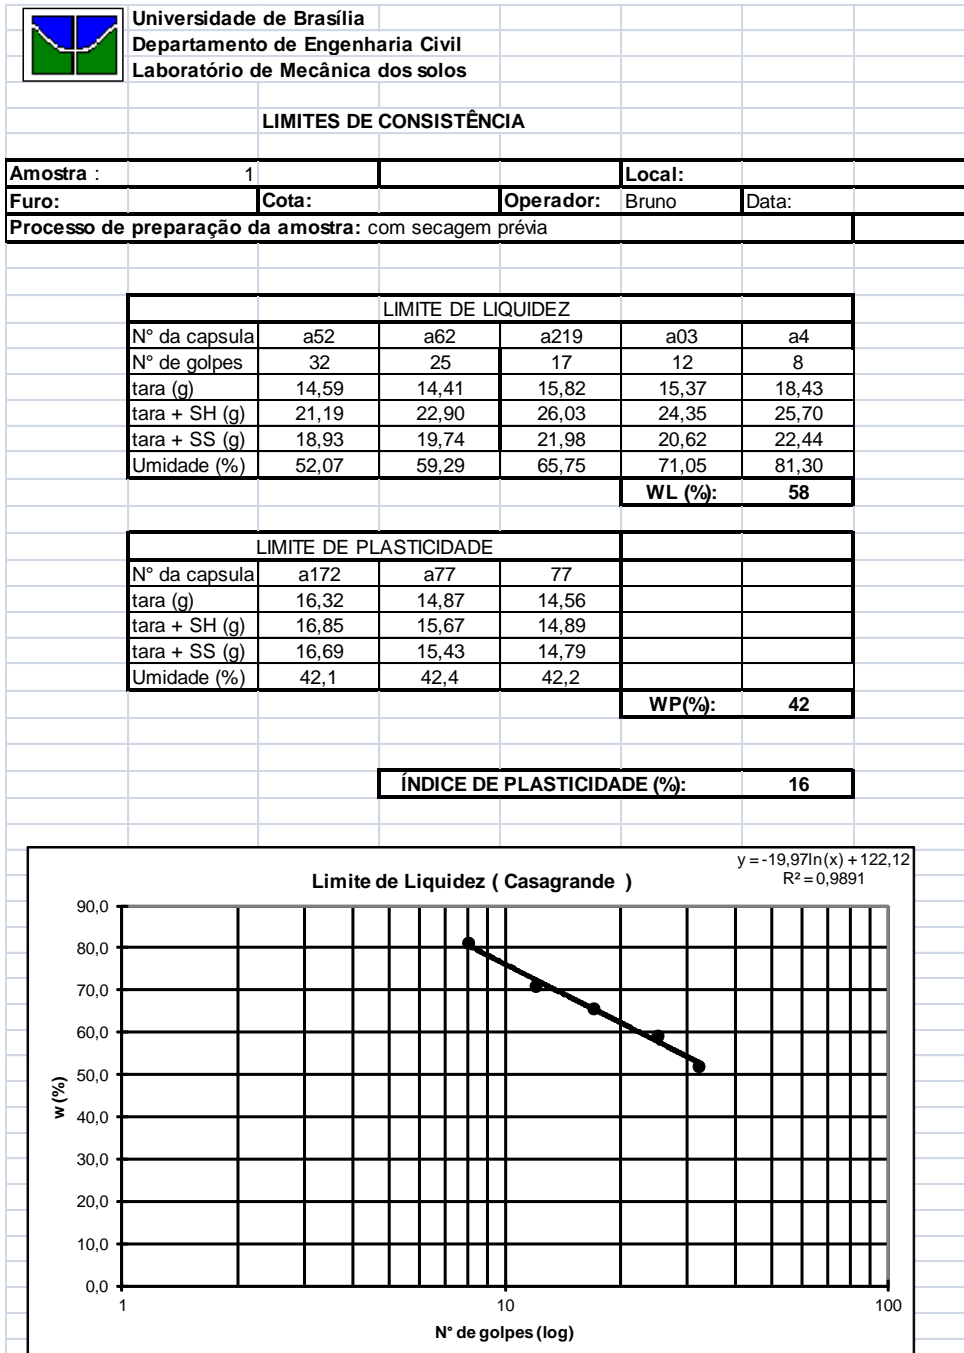 Universidade de Brasília
Departamento de Engenharia Civil
Laboratório de Mecânica dos solos
LIMITES DE CONSISTÊNCIA
Amostra : 1 Local:
Furo: Cota: Operador: Bruno Data:
Processo de preparação da amostra: com secagem prévia
LIMITE DE LIQUIDEZ
N° da capsula a52 a62 a219 a03 a4
N° de golpes 32 25 17 12 8
tara (g) 14,59 14,41 15,82 15,37 18,43
tara + SH (g) 21,19 22,90 26,03 24,35 25,70
tara + SS (g) 18,93 19,74 21,98 20,62 22,44
Umidade (%) 52,07 59,29 65,75 71,05 81,30
WL (%): 58
LIMITE DE PLASTICIDADE
N° da capsula a172 a77 77
tara (g) 16,32 14,87 14,56
tara + SH (g) 16,85 15,67 14,89
tara + SS (g) 16,69 15,43 14,79
Umidade (%) 42,1 42,4 42,2
WP(%): 42
ÍNDICE DE PLASTICIDADE (%): 16
y = -19,97ln(x) + 122,12
R² = 0,9891
Limite de Liquidez ( Casagrande )
90,0
80,0
70,0
60,0
50,0
40,0
30,0
20,0
10,0
0,0
w (%)
1 10 100
N° de golpes (log)